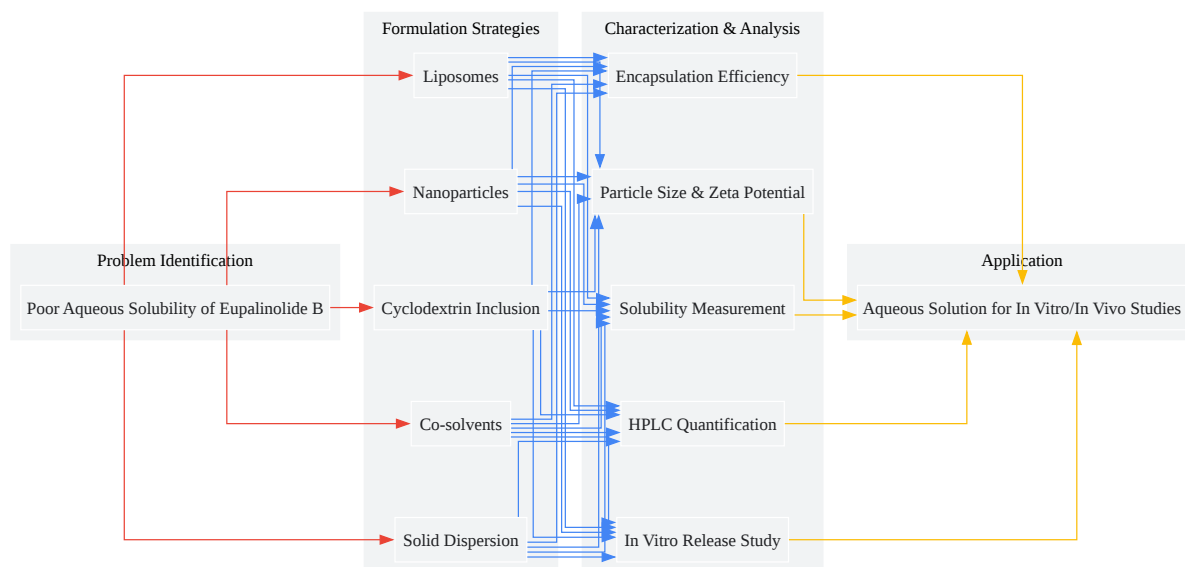 Formulation Strategies
Characterization & Analysis
Liposomes
Encapsulation Efficiency
Nanoparticles
Particle Size & Zeta Potential
Problem Identification
Application
Poor Aqueous Solubility of Eupalinolide B
Cyclodextrin Inclusion
Solubility Measurement
Aqueous Solution for In Vitro/In Vivo Studies
Co-solvents
HPLC Quantification
Solid Dispersion
In Vitro Release Study